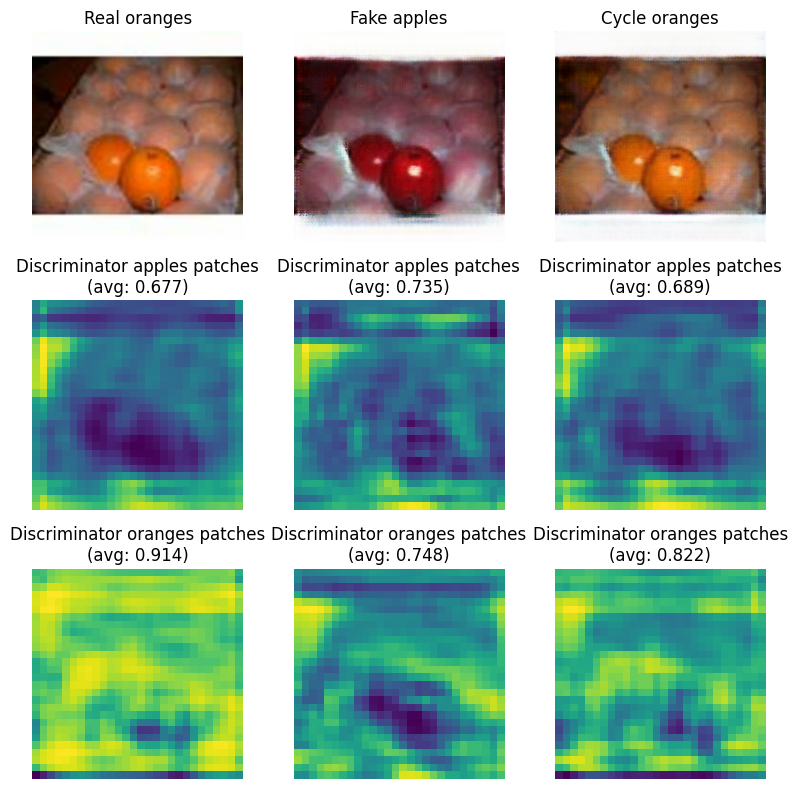 Real oranges
Fake apples
Cycle oranges
Discriminator apples patches
(avg: 0.677)
Discriminator apples patches
(avg: 0.735)
Discriminator apples patches
(avg: 0.689)
Discriminator oranges patches
(avg: 0.914)
Discriminator oranges patches
(avg: 0.748)
Discriminator oranges patches
(avg: 0.822)